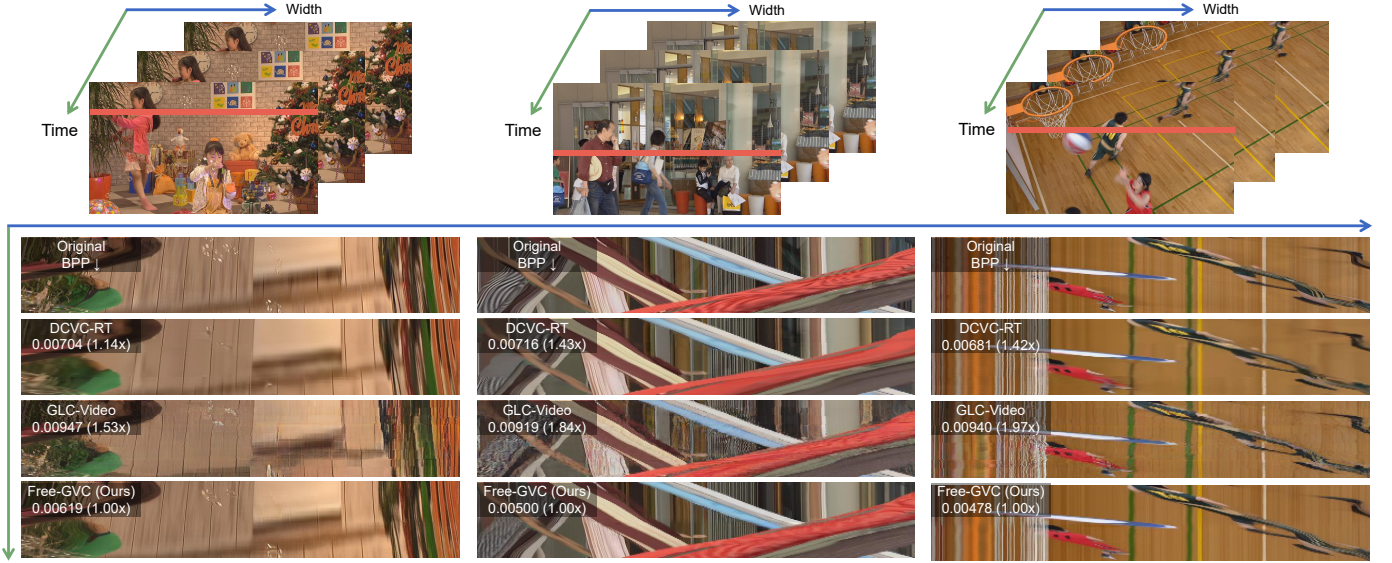 Width
Time
Width
Time
Width
Time
Original
BPP ↓
DCVC-RT
0.00704 (1.14x)
GLC-Video
0.00947 (1.53x)
Free-GVC (Ours)
0.00619 (1.00x)
Original
BPP ↓
DCVC-RT
0.00716 (1.43x)
GLC-Video
0.00919 (1.84x)
Free-GVC (Ours)
0.00500 (1.00x)
Original
BPP ↓
DCVC-RT
0.00681 (1.42x)
GLC-Video
0.00940 (1.97x)
Free-GVC (Ours)
0.00478 (1.00x)